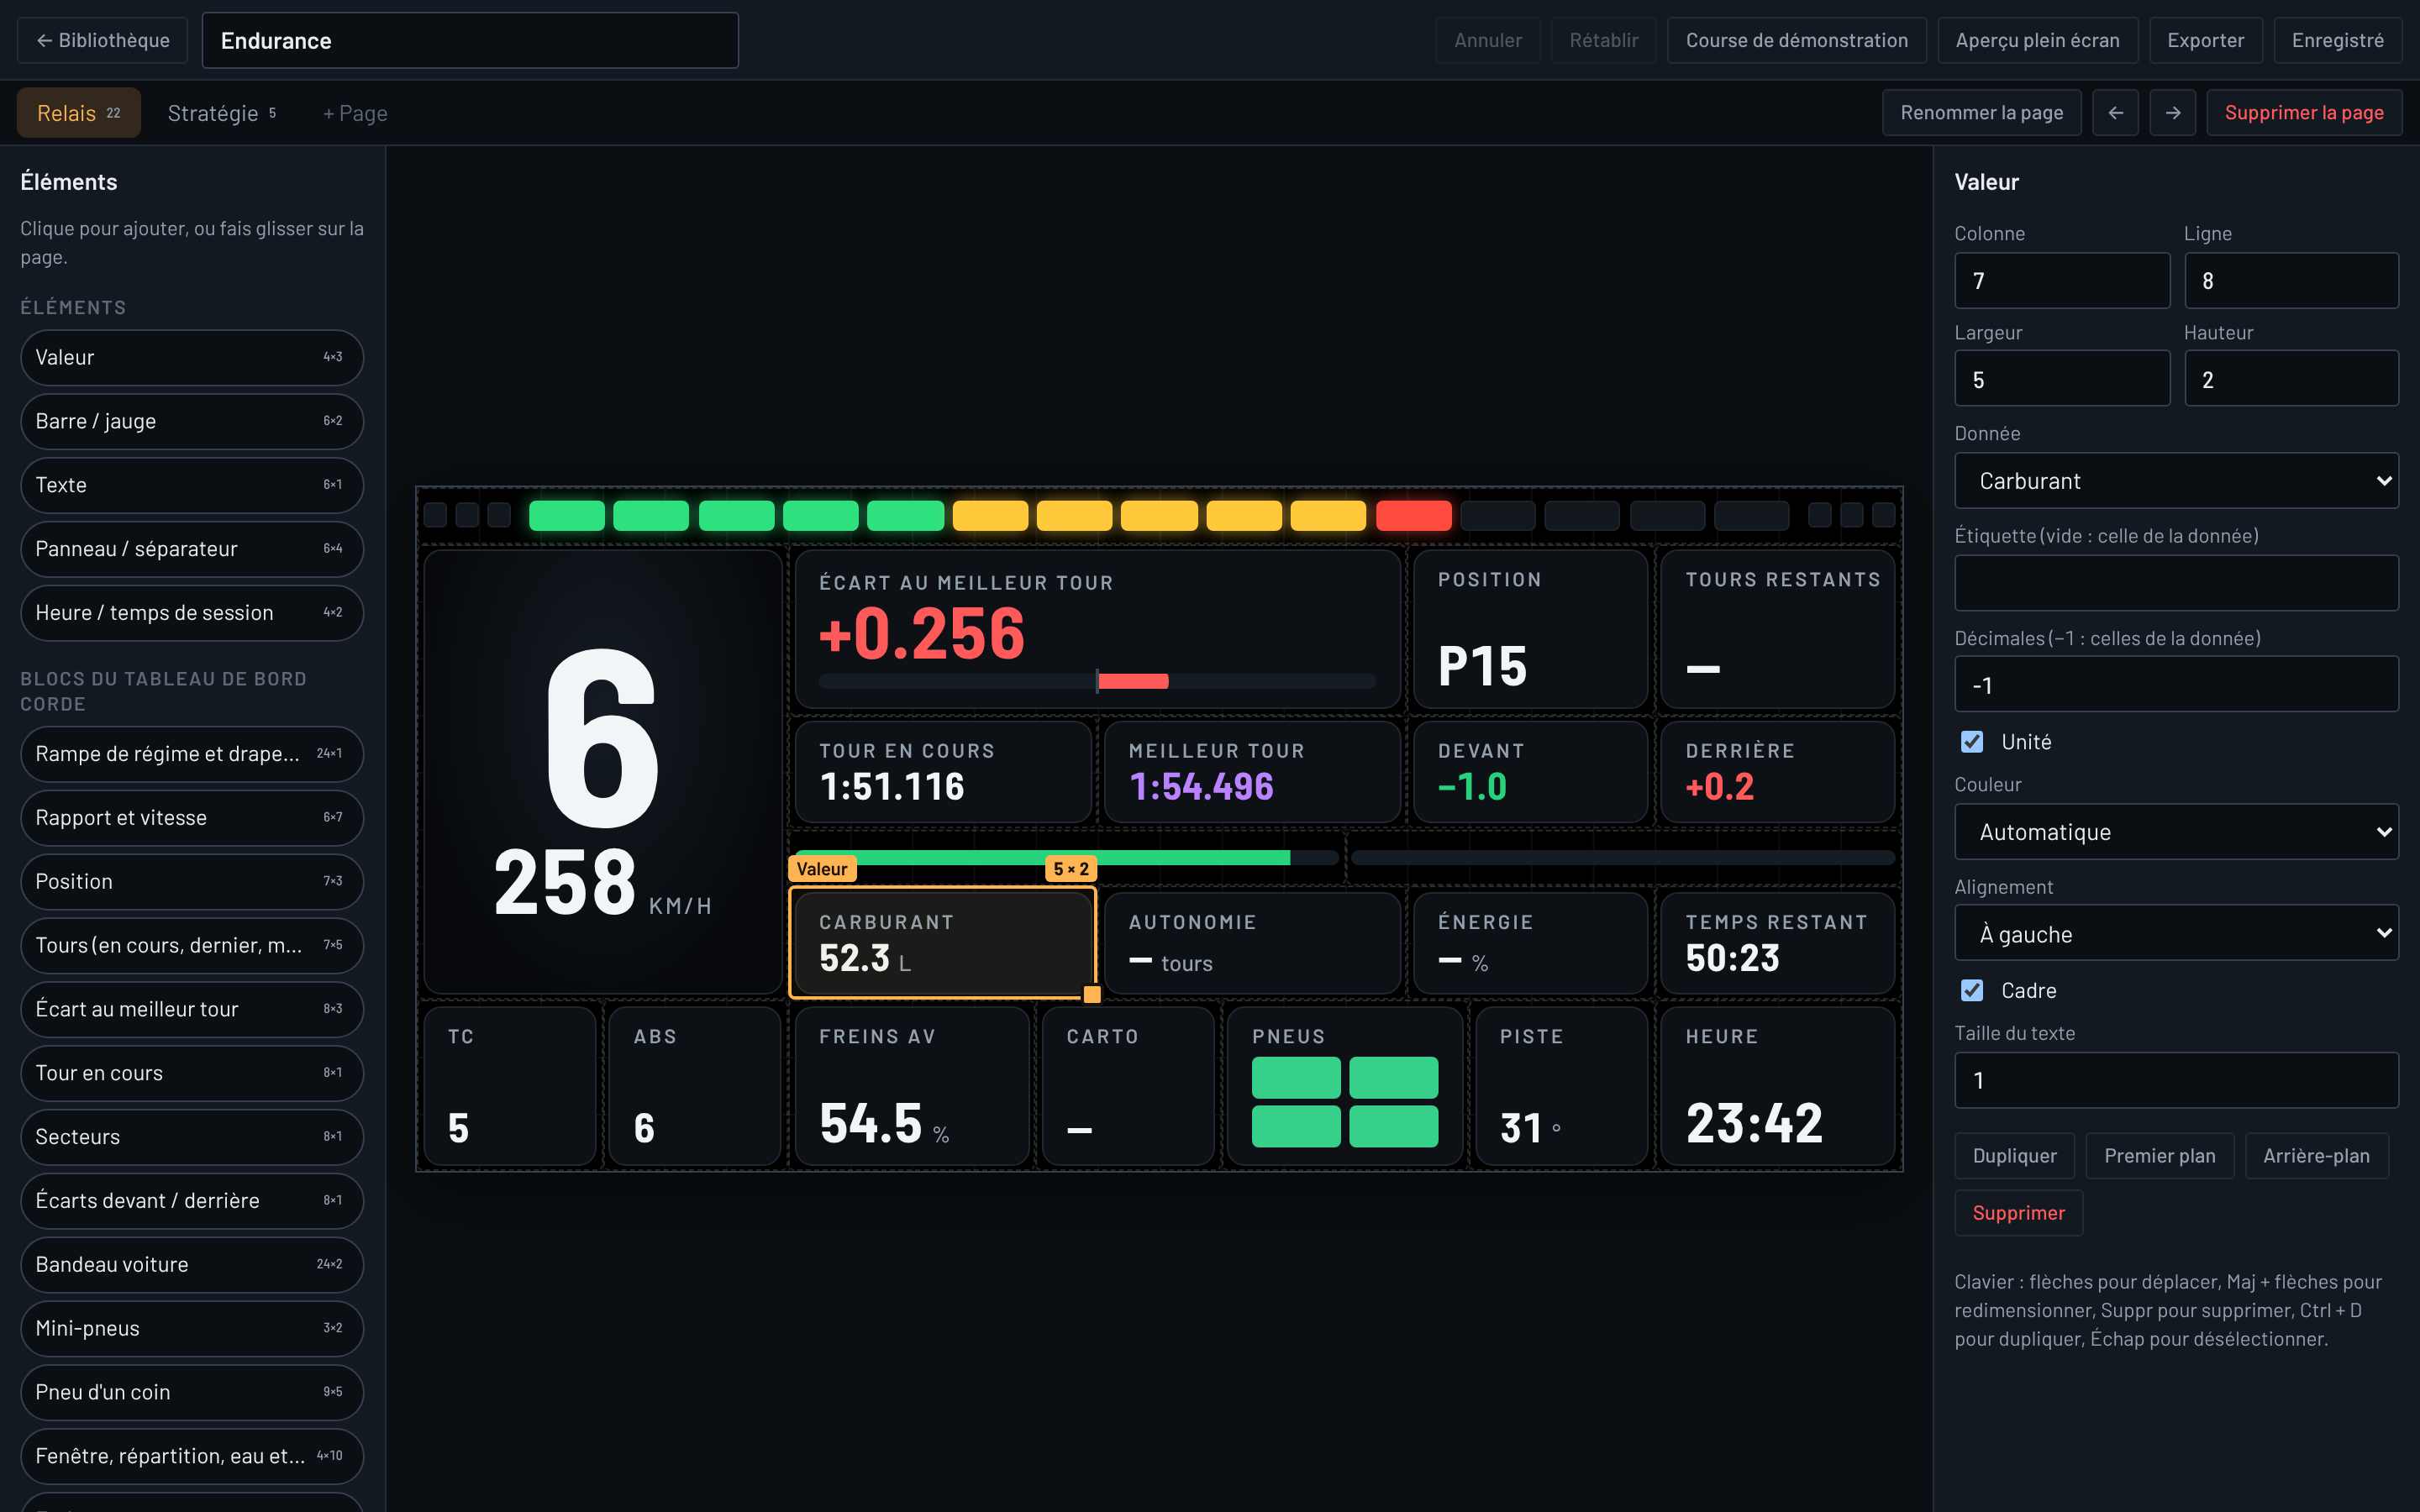 ← Bibliothèque
Endurance
Annuler
Rétablir
Course de démonstration
Aperçu plein écran
Exporter
Enregistré
Relais 22
Stratégie 5
+ Page
Renommer la page
←
→
Supprimer la page
Éléments
Clique pour ajouter, ou fais glisser sur la
page.
ÉLÉMENTS
Valeur 4×3
Barre / jauge 6×2
Texte 6×1
Panneau / séparateur 6×4
Heure / temps de session 4×2
BLOCS DU TABLEAU DE BORD
CORDE
Rampe de régime et drape... 24×1
Rapport et vitesse 6×7
Position 7×3
Tours (en cours, dernier, m... 7×5
Écart au meilleur tour 8×3
Tour en cours 8×1
Secteurs 8×1
Écarts devant / derrière 8×1
Bandeau voiture 24×2
Mini-pneus 3×2
Pneu d'un coin 9×5
Fenêtre, répartition, eau et... 4×10
6
258 KM/H
ÉCART AU MEILLEUR TOUR
+0.256
POSITION
P15
TOURS RESTANTS
—
TOUR EN COURS
1:51.116
MEILLEUR TOUR
1:54.496
DEVANT
−1.0
DERRIÈRE
+0.2
Valeur
5 × 2
CARBURANT
52.3 L
AUTONOMIE
— tours
ÉNERGIE
— %
TEMPS RESTANT
50:23
TC
5
ABS
6
FREINS AV
54.5 %
CARTO
—
PNEUS
PISTE
31 °
HEURE
23:42
Valeur
Colonne
7
Ligne
8
Largeur
5
Hauteur
2
Donnée
Carburant
Étiquette (vide : celle de la donnée)
Décimales (−1 : celles de la donnée)
-1
Unité
Couleur
Automatique
Alignement
À gauche
Cadre
Taille du texte
1
Dupliquer
Premier plan
Arrière-plan
Supprimer
Clavier : flèches pour déplacer, Maj + flèches pour
redimensionner, Suppr pour supprimer, Ctrl + D
pour dupliquer, Échap pour désélectionner.